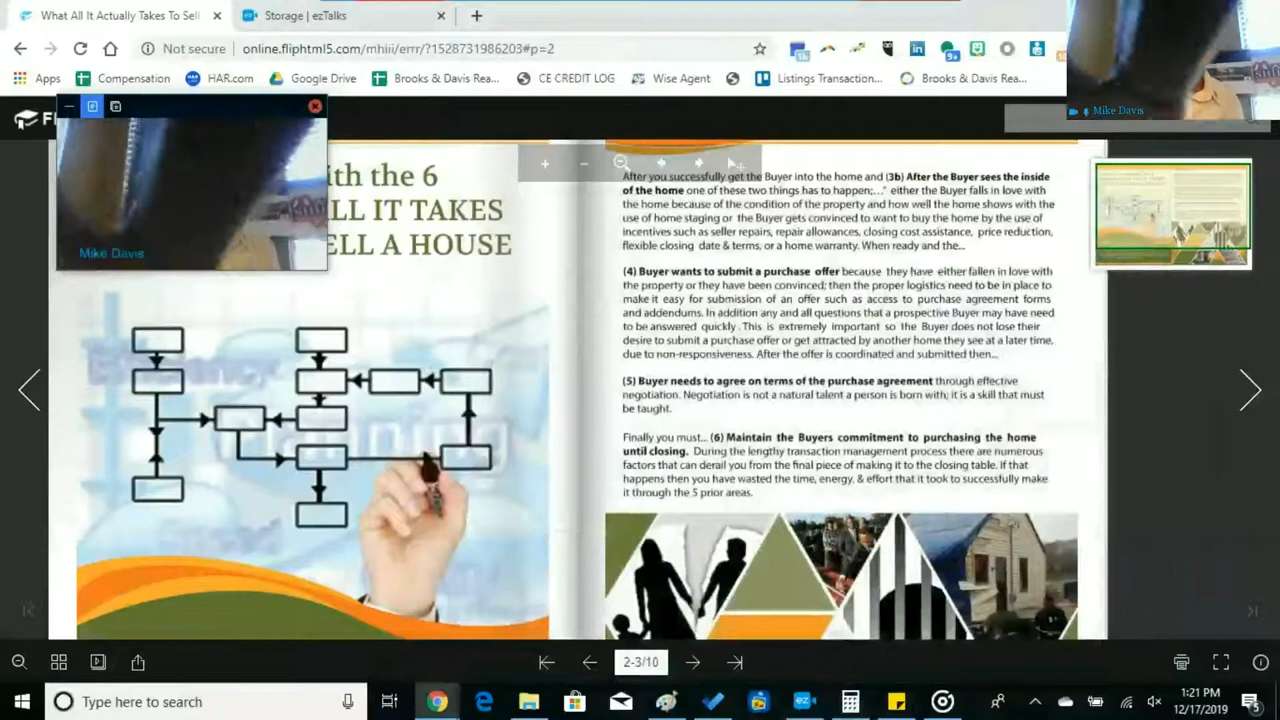 What All It Actually Takes To Sell
Storage | ezTalks
Not secure
online.fliphtml5.com/mhiii/errr/?1528731986203#p=2
1k
9+
Apps
Compensation
HAR.com
Google Drive
Brooks & Davis Rea...
CE CREDIT LOG
Wise Agent
Listings Transaction...
Brooks & Davis Rea...
Mike Davis
Mike Davis
ith the 6
LL IT TAKES
ELL A HOUSE
After you successfully get the Buyer into the home and (3b) After the Buyer sees the inside
of the home one of these two things has to happen;..." either the Buyer falls in love with
the home because of the condition of the property and how well the home shows with the
use of home staging or the Buyer gets convinced to want to buy the home by the use of
incentives such as seller repairs, repair allowances, closing cost assistance, price reduction,
flexible closing date & terms, or a home warranty. When ready and the...
(4) Buyer wants to submit a purchase offer because they have either fallen in love with
the property or they have been convinced; then the proper logistics need to be in place to
make it easy for submission of an offer such as access to purchase agreement forms
and addendums. In addition any and all questions that a prospective Buyer may have need
to be answered quickly. This is extremely important so the Buyer does not lose their
desire to submit a purchase offer or get attracted by another home they see at a later time,
due to non-responsiveness. After the offer is coordinated and submitted then...
(5) Buyer needs to agree on terms of the purchase agreement through effective
negotiation. Negotiation is not a natural talent a person is born with; it is a skill that must
be taught.
Finally you must... (6) Maintain the Buyers commitment to purchasing the home
until closing. During the lengthy transaction management process there are numerous
factors that can derail you from the final piece of making it to the closing table. If that
happens then you have wasted the time, energy, & effort that it took to successfully make
it through the 5 prior areas.
2-3/10
Type here to search
1:21 PM
12/17/2019
5